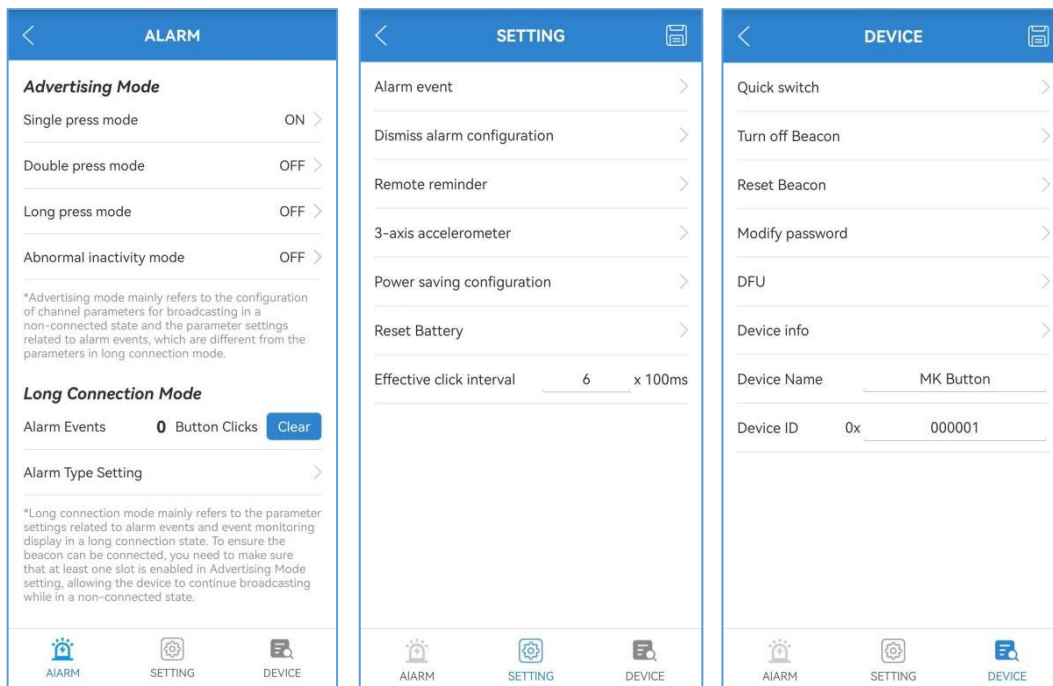 ALARM
Advertising Mode
Single press mode ON
Double press mode OFF
Long press mode OFF
Abnormal inactivity mode OFF
*Advertising mode mainly refers to the configuration
of channel parameters for broadcasting in a
non-connected state and the parameter settings
related to alarm events, which are different from the
parameters in long connection mode.
Long Connection Mode
Alarm Events 0 Button Clicks Clear
Alarm Type Setting
*Long connection mode mainly refers to the parameter
settings related to alarm events and event monitoring
display in a long connection state. To ensure the
beacon can be connected, you need to make sure
that at least one slot is enabled in Advertising Mode
setting, allowing the device to continue broadcasting
while in a non-connected state.
AlARM SETTING DEVICE
SETTING
Alarm event
Dismiss alarm configuration
Remote reminder
3-axis accelerometer
Power saving configuration
Reset Battery
Effective click interval 6 x 100ms
AlARM SETTING DEVICE
DEVICE
Quick switch
Turn off Beacon
Reset Beacon
Modify password
DFU
Device info
Device Name MK Button
Device ID 0x 000001
AlARM SETTING DEVICE